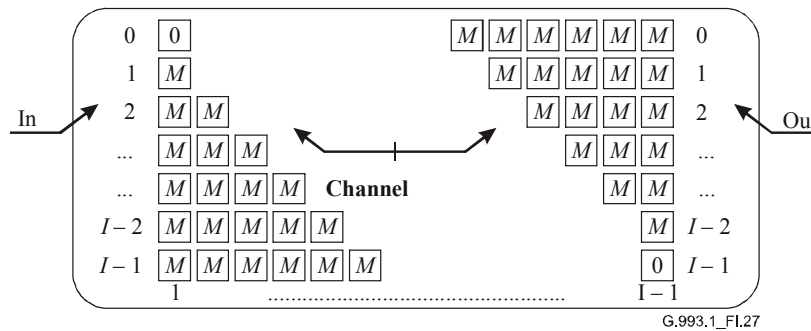 0 0 M M M M M M 0
1 M M M M M M 1
In 2 M M M M M M 2 Ou
... M M M M M M ...
... M M M M Channel M M ...
I – 2 M M M M M M I – 2
I – 1 M M M M M M 0 I – 1
1 ................................................... I – 1
G.993.1_FI.27